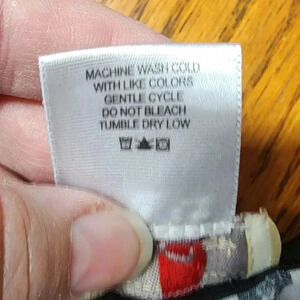 MACHINE WASH COLD
WITH LIKE COLORS
GENTLE CYCLE
DO NOT BLEACH
TUMBLE DRY LOW